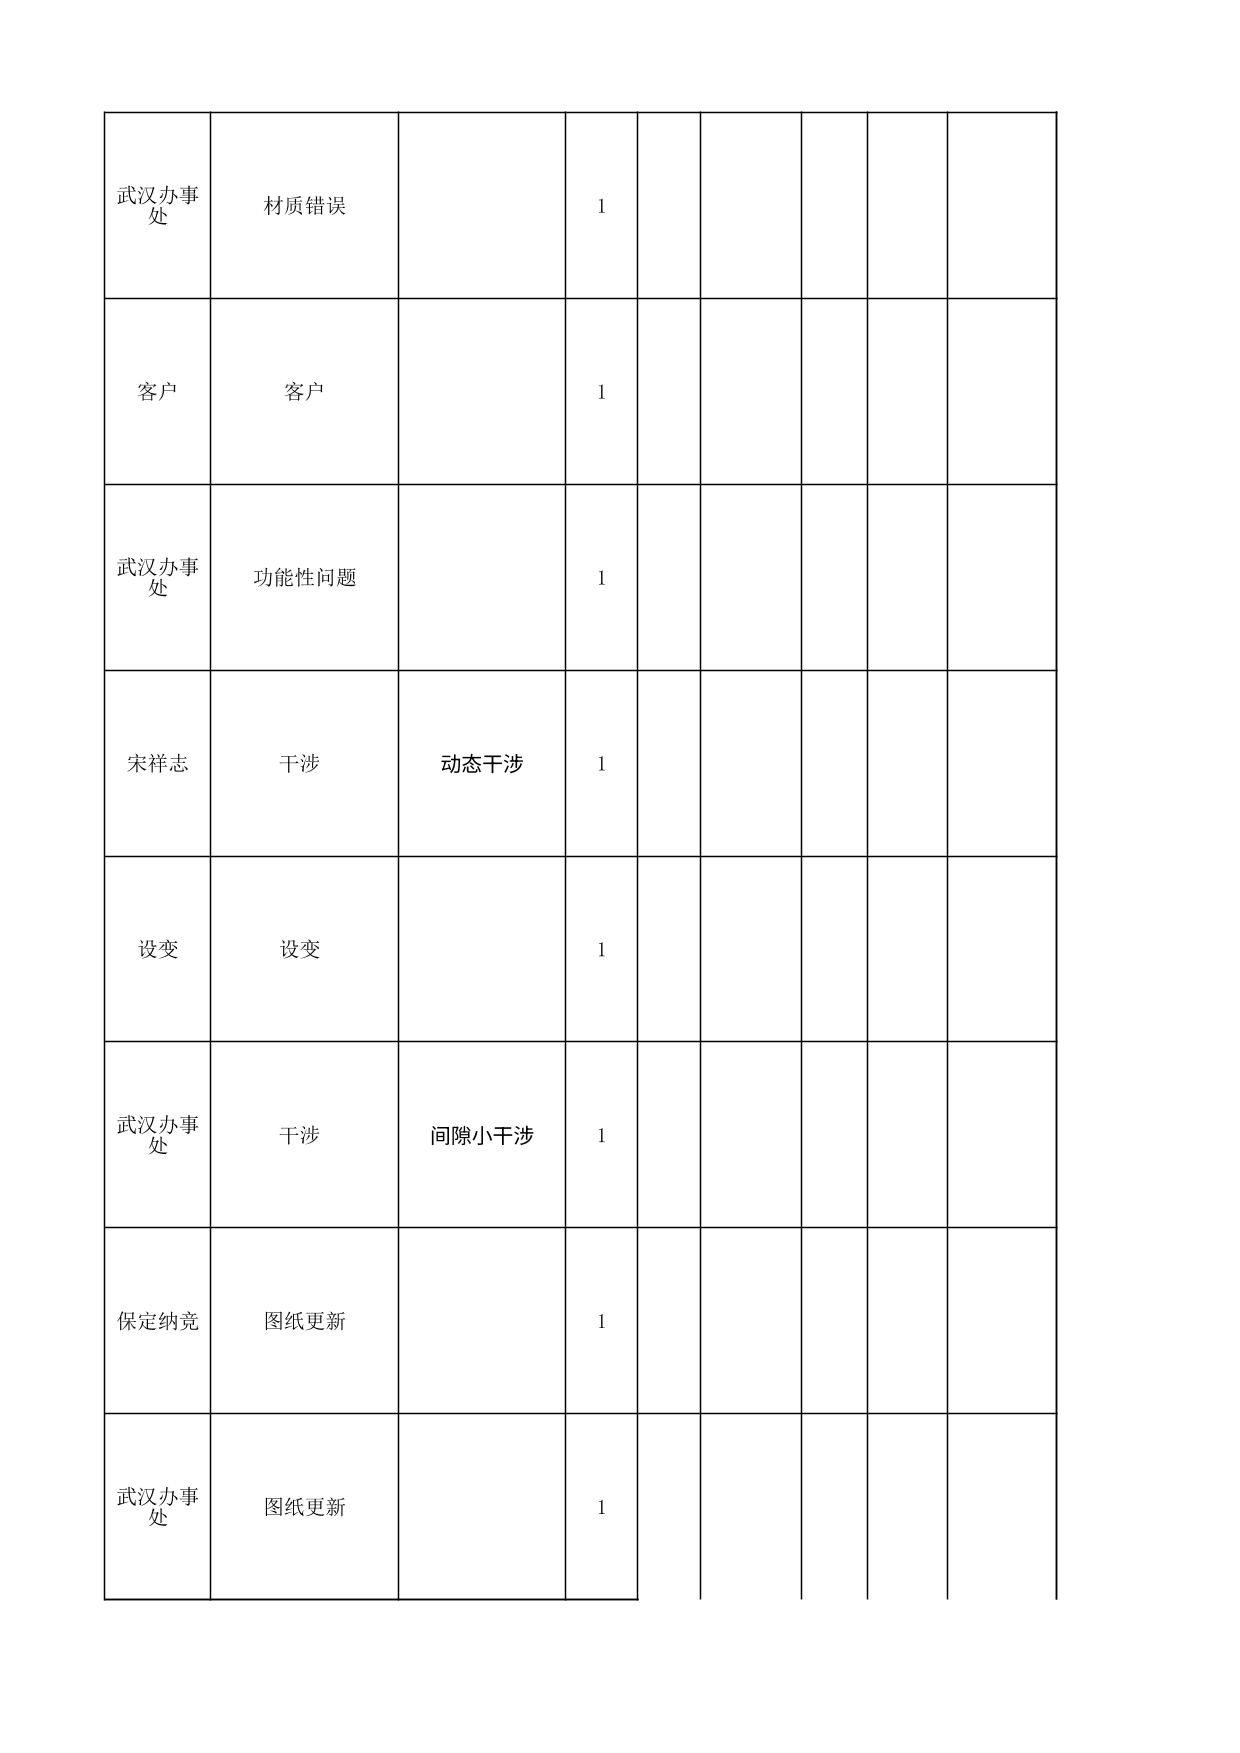 武汉办事
处
材质错误
1
客户
客户
1
武汉办事
处
功能性问题
1
宋祥志
干涉
动态干涉
1
设变
设变
1
武汉办事
处
干涉
间隙小干涉
1
保定纳竞
图纸更新
1
武汉办事
处
图纸更新
1